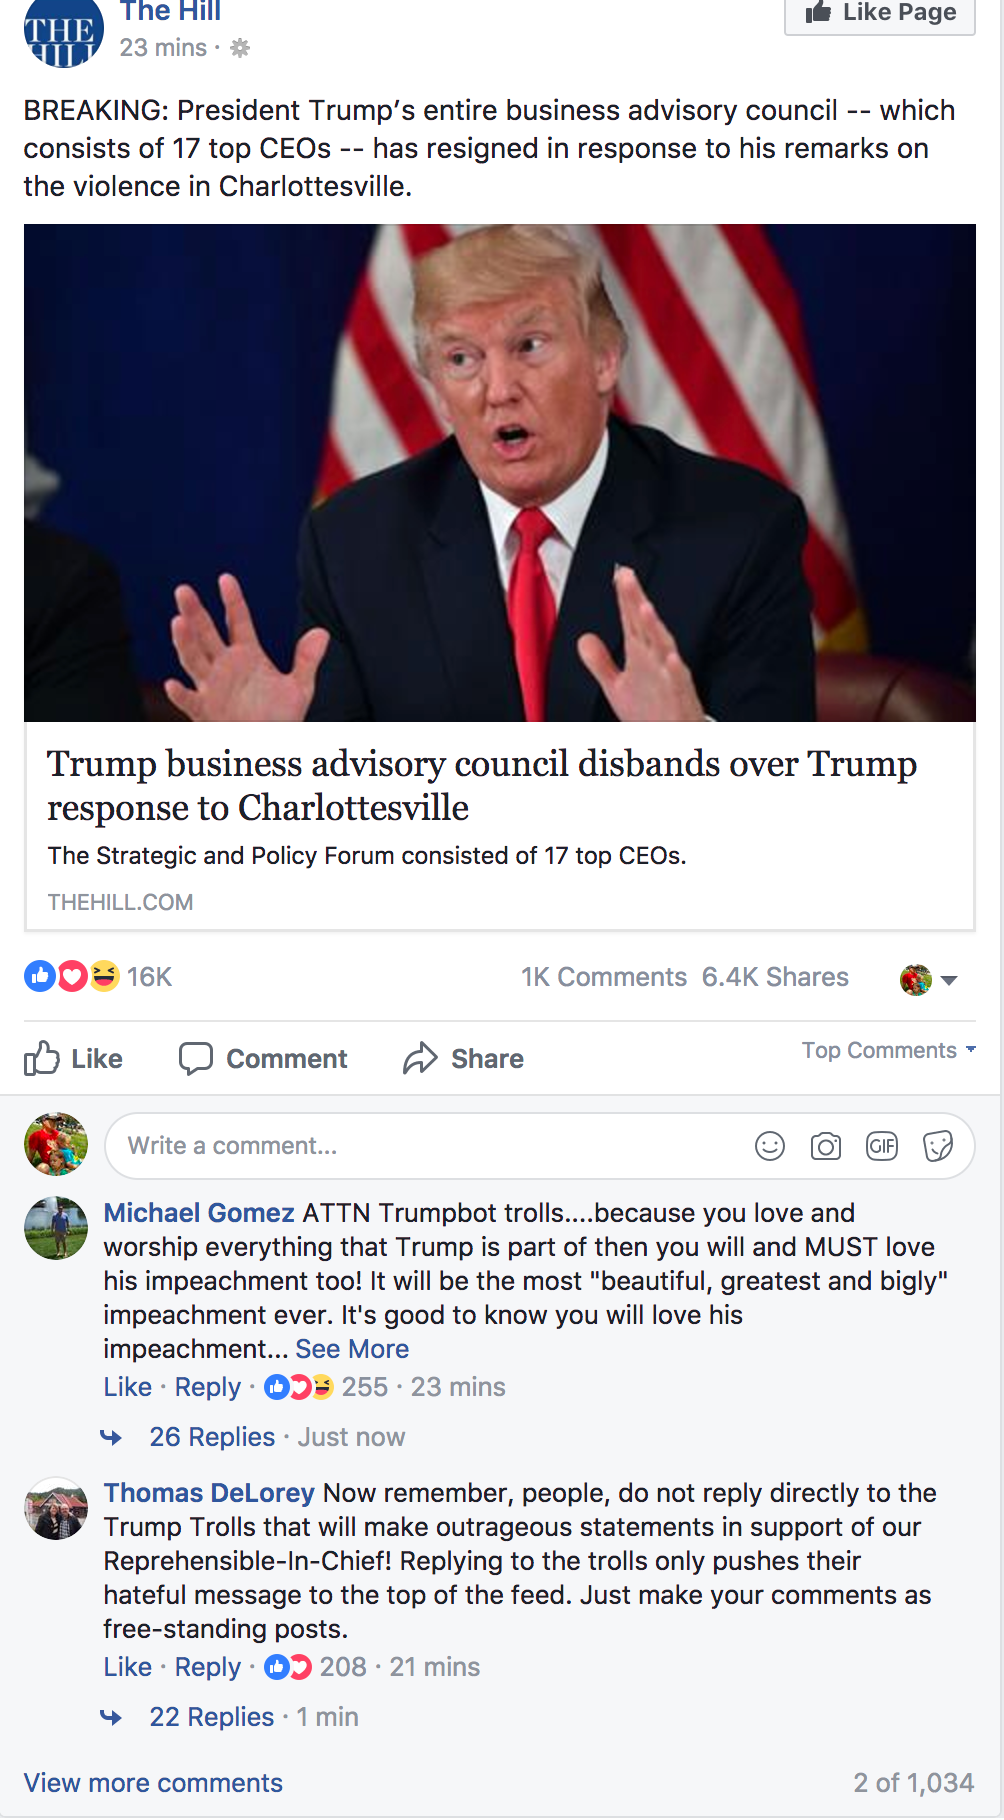 The Hill
THE
HILL
23 mins ·
Like Page
BREAKING: President Trump's entire business advisory council -- which
consists of 17 top CEOs -- has resigned in response to his remarks on
the violence in Charlottesville.
Trump business advisory council disbands over Trump
response to Charlottesville
The Strategic and Policy Forum consisted of 17 top CEOs.
THEHILL.COM
16K
1K Comments 6.4K Shares
Like Comment Share
Top Comments
Write a comment...
GIF
Michael Gomez ATTN Trumpbot trolls....because you love and
worship everything that Trump is part of then you will and MUST love
his impeachment too! It will be the most "beautiful, greatest and bigly"
impeachment ever. It's good to know you will love his
impeachment... See More
Like · Reply · 255 · 23 mins
26 Replies · Just now
Thomas DeLorey Now remember, people, do not reply directly to the
Trump Trolls that will make outrageous statements in support of our
Reprehensible-In-Chief! Replying to the trolls only pushes their
hateful message to the top of the feed. Just make your comments as
free-standing posts.
Like · Reply · 208 · 21 mins
22 Replies · 1 min
View more comments
2 of 1,034